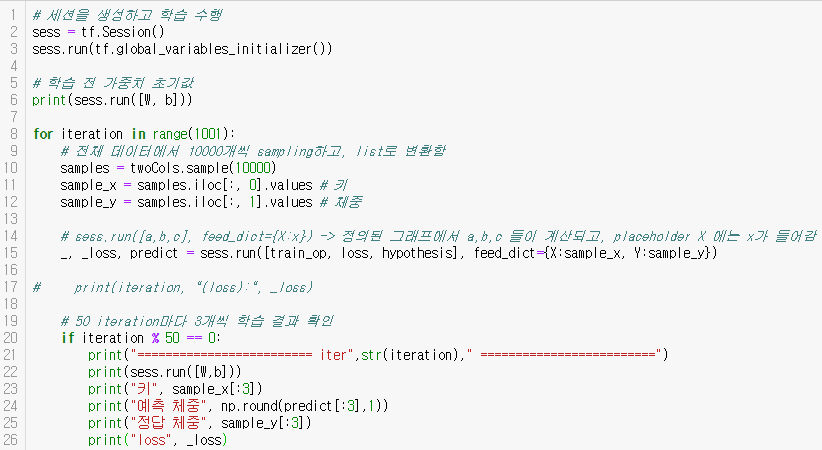 1 # 세션을 생성하고 학습 수행
2 sess = tf.Session()
3 sess.run(tf.global_variables_initializer())
4
5 # 학습 전 가중치 초기값
6 print(sess.run([W, b]))
7
8 for iteration in range(1001):
9     # 전체 데이터에서 10000개씩 sampling하고, list로 변환함
10     samples = twoCols.sample(10000)
11     sample_x = samples.iloc[:, 0].values # 키
12     sample_y = samples.iloc[:, 1].values # 체중
13
14     # sess.run([a,b,c], feed_dict={X:x}) -> 정의된 그래프에서 a,b,c 들이 계산되고, placeholder X 에는 x가 들어감
15     _, _loss, predict = sess.run([train_op, loss, hypothesis], feed_dict={X:sample_x, Y:sample_y})
16
17 #     print(iteration, "(loss):", _loss)
18
19     # 50 iteration마다 3개씩 학습 결과 확인
20     if iteration % 50 == 0:
21         print("========================= iter",str(iteration)," =========================")
22         print(sess.run([W,b]))
23         print("키", sample_x[:3])
24         print("예측 체중", np.round(predict[:3],1))
25         print("정답 체중", sample_y[:3])
26         print("loss", _loss)